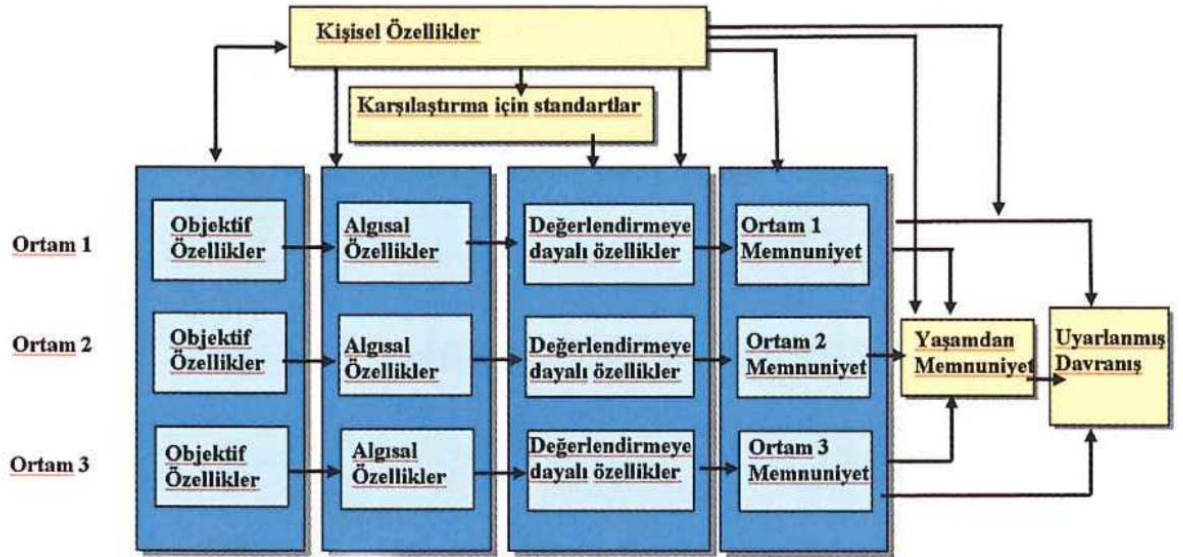 Kişisel Özellikler
Karşılaştırma için standartlar
Ortam 1
Objektif
Özellikler
Algısal
Özellikler
Değerlendirmeye
dayalı özellikler
Ortam 1
Memnuniyet
Ortam 2
Objektif
Özellikler
Algısal
Özellikler
Değerlendirmeye
dayalı özellikler
Ortam 2
Memnuniyet
Yaşamdan
Memnuniyet
Uyarlanmış
Davranış
Ortam 3
Objektif
Özellikler
Algısal
Özellikler
Değerlendirmeye
dayalı özellikler
Ortam 3
Memnuniyet